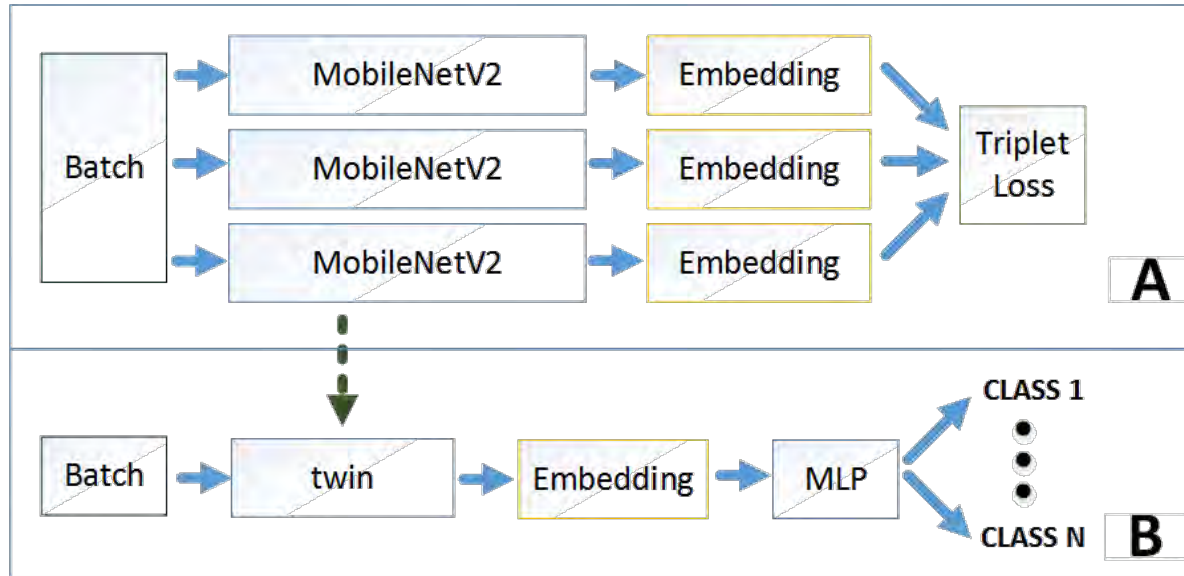 Batch
MobileNetV2
Embedding
MobileNetV2
Embedding
MobileNetV2
Embedding
Triplet
Loss
A
Batch
twin
Embedding
MLP
CLASS 1
CLASS N
B